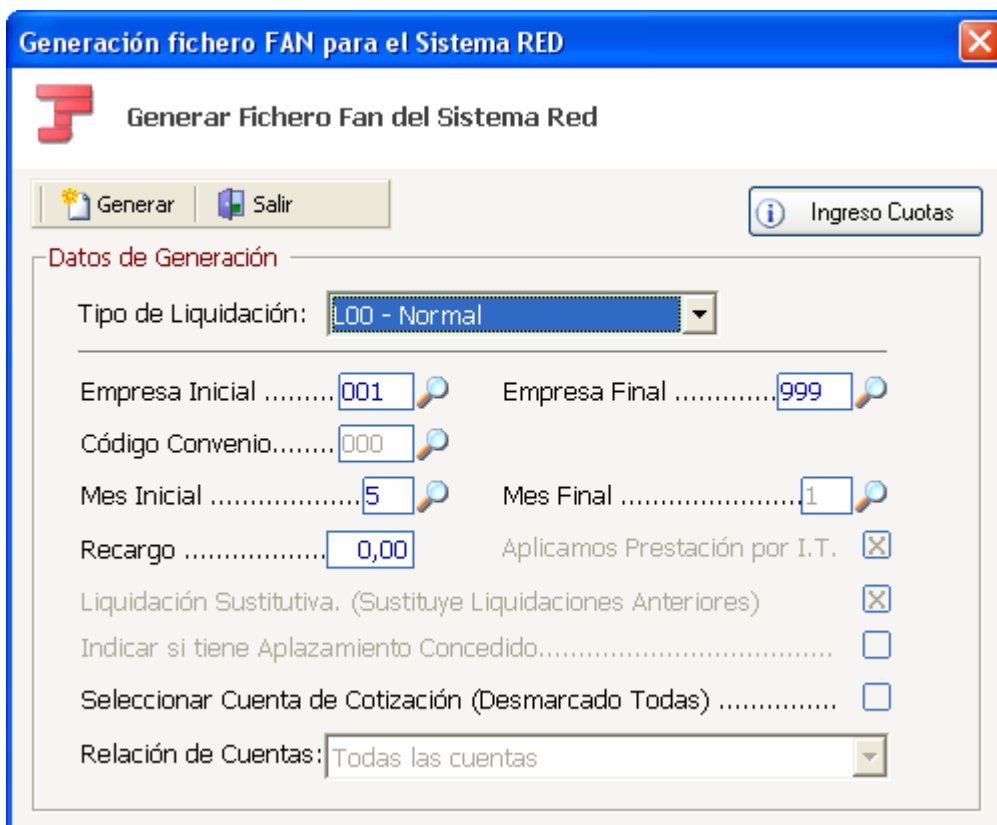 Generación fichero FAN para el Sistema RED
Generar Fichero Fan del Sistema Red
Generar Salir Ingreso Cuotas
Datos de Generación
Tipo de Liquidación: L00 - Normal
Empresa Inicial .........001 Empresa Final .............999
Código Convenio........000
Mes Inicial ....................5 Mes Final ........................1
Recargo .................. 0,00 Aplicamos Prestación por I.T. X
Liquidación Sustitutiva. (Sustituye Liquidaciones Anteriores) X
Indicar si tiene Aplazamiento Concedido.......................................
Seleccionar Cuenta de Cotización (Desmarcado Todas) ...............
Relación de Cuentas: Todas las cuentas